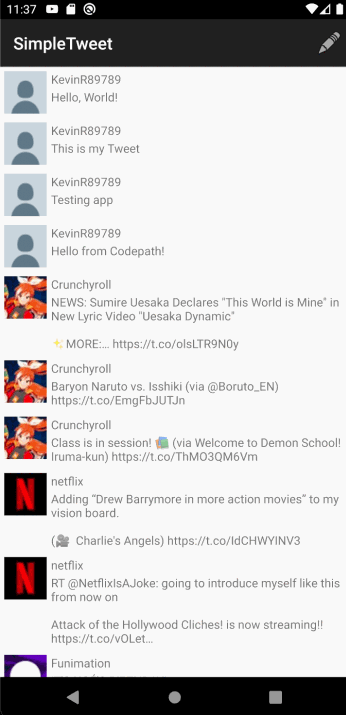 11:37
SimpleTweet
KevinR89789
Hello, World!
KevinR89789
This is my Tweet
KevinR89789
Testing app
KevinR89789
Hello from Codepath!
Crunchyroll
NEWS: Sumire Uesaka Declares "This World is Mine" in
New Lyric Video "Uesaka Dynamic"
✨MORE:… https://t.co/olsLTR9N0y
Crunchyroll
Baryon Naruto vs. Isshiki (via @Boruto_EN)
https://t.co/EmgFbJUTJn
Crunchyroll
Class is in session! 📚 (via Welcome to Demon School!
Iruma-kun) https://t.co/ThMO3QM6Vm
netflix
Adding “Drew Barrymore in more action movies” to my
vision board.
(🎥 Charlie's Angels) https://t.co/IdCHWYINV3
netflix
RT @NetflixIsAJoke: going to introduce myself like this
from now on
Attack of the Hollywood Cliches! is now streaming!!
https://t.co/vOLet…
Funimation